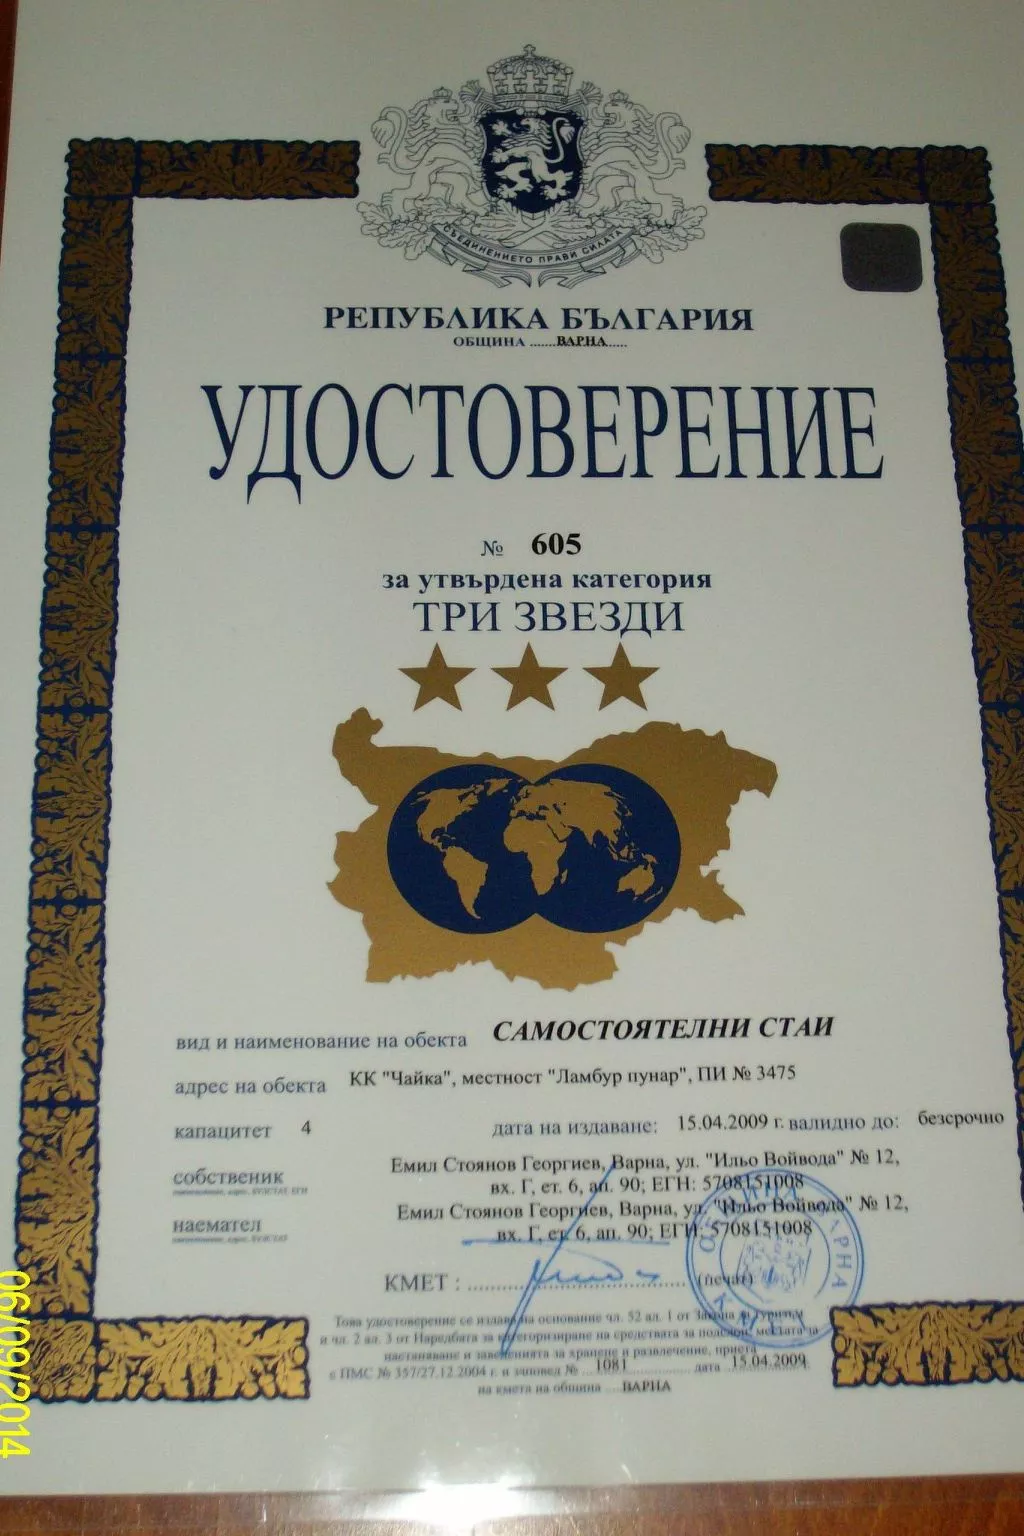 СЪЕДИНЕНИЕТО ПРАВИ СИЛАТА
РЕПУБЛИКА БЪЛГАРИЯ
ОБЩИНА .......ВАРНА......
УДОСТОВЕРЕНИЕ
№ 605
за утвърдена категория
ТРИ ЗВЕЗДИ
вид и наименование на обекта САМОСТОЯТЕЛНИ СТАИ
адрес на обекта КК "Чайка", местност "Ламбур пунар", ПИ № 3475
капацитет 4 дата на издаване: 15.04.2009 г. валидно до: безсрочно
собственик Емил Стоянов Георгиев, Варна, ул. "Ильо Войвода" № 12,
вх. Г, ет. 6, ап. 90; ЕГН: 5708151008
наемател Емил Стоянов Георгиев, Варна, ул. "Ильо Войвода" № 12,
вх. Г, ет. 6, ап. 90; ЕГН: 5708151008
КМЕТ : (печат)
ОБЩИНА ВАРНА
Това удостоверение се издава на основание чл. 52 ал. 1 от Закона за туризма
и чл. 2 ал. 3 от Наредбата за категоризиране на средствата за подслон, местата за
настаняване и заведенията за хранене и развлечение, приета
с ПМС № 357/27.12.2004 г. и заповед № 1081 дата 15.04.2009
на кмета на община ....ВАРНА
06/09/2014